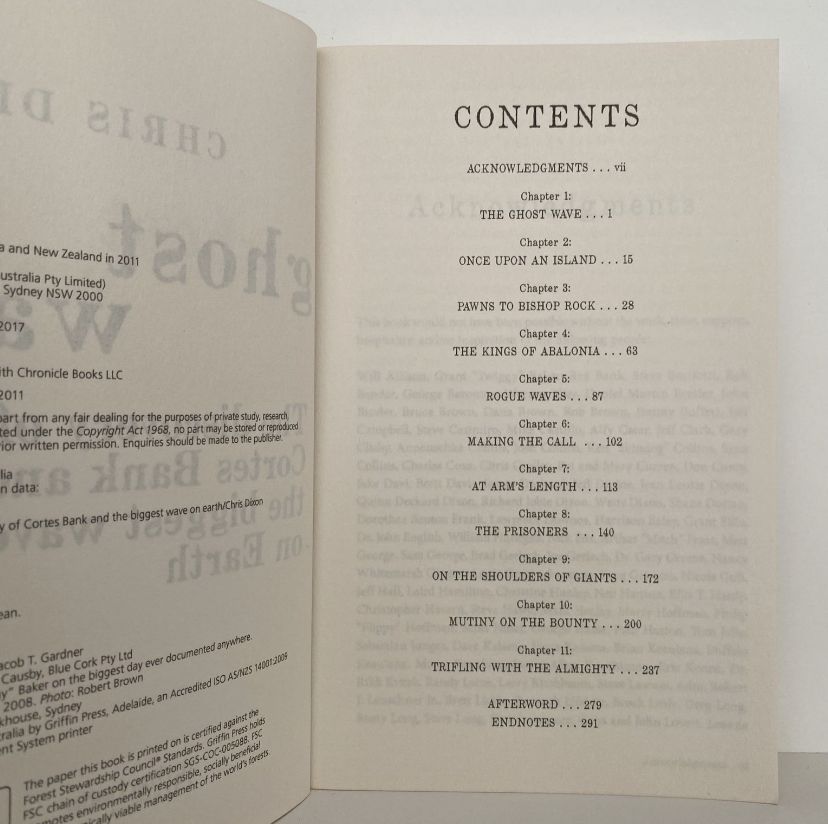 a and New Zealand in 2011
ustralia Pty Limited)
Sydney NSW 2000
2017
ith Chronicle Books LLC
2011
part from any fair dealing for the purposes of private study, research,
ted under the Copyright Act 1968, no part may be stored or reproduced
ior written permission. Enquiries should be made to the publisher.
lia
n data:
y of Cortes Bank and the biggest wave on earth/Chris Dixon
ean.
acob T. Gardner
Causby, Blue Cork Pty Ltd
y" Baker on the biggest day ever documented anywhere.
2008. Photo: Robert Brown
khouse, Sydney
tralia by Griffin Press, Adelaide, an Accredited ISO AS/NZS 14001:2005
ent System printer
The paper this book is printed on is certified against the
Forest Stewardship Council® Standards. Griffin Press holds
FSC chain of custody certification SGS-COC-005088. FSC
motes environmentally responsible, socially beneficial
ically viable management of the world's forests.
CONTENTS
ACKNOWLEDGMENTS . . . vii
Chapter 1:
THE GHOST WAVE . . . 1
Chapter 2:
ONCE UPON AN ISLAND . . . 15
Chapter 3:
PAWNS TO BISHOP ROCK . . . 28
Chapter 4:
THE KINGS OF ABALONIA . . . 63
Chapter 5:
ROGUE WAVES . . . 87
Chapter 6:
MAKING THE CALL . . . 102
Chapter 7:
AT ARM'S LENGTH . . . 113
Chapter 8:
THE PRISONERS . . . 140
Chapter 9:
ON THE SHOULDERS OF GIANTS . . . 172
Chapter 10:
MUTINY ON THE BOUNTY . . . 200
Chapter 11:
TRIFLING WITH THE ALMIGHTY . . . 237
AFTERWORD . . . 279
ENDNOTES . . . 291